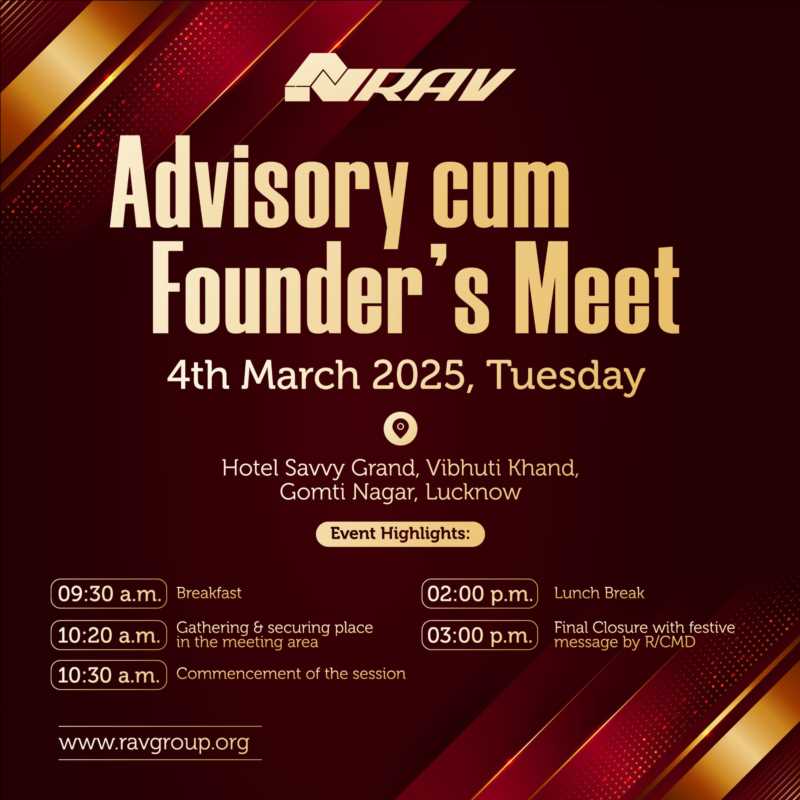 RAV
Advisory cum
Founder's Meet
4th March 2025, Tuesday
Hotel Savvy Grand, Vibhuti Khand,
Gomti Nagar, Lucknow
Event Highlights:
09:30 a.m. Breakfast
10:20 a.m. Gathering & securing place
in the meeting area
10:30 a.m. Commencement of the session
02:00 p.m. Lunch Break
03:00 p.m. Final Closure with festive
message by R/CMD
www.ravgroup.org